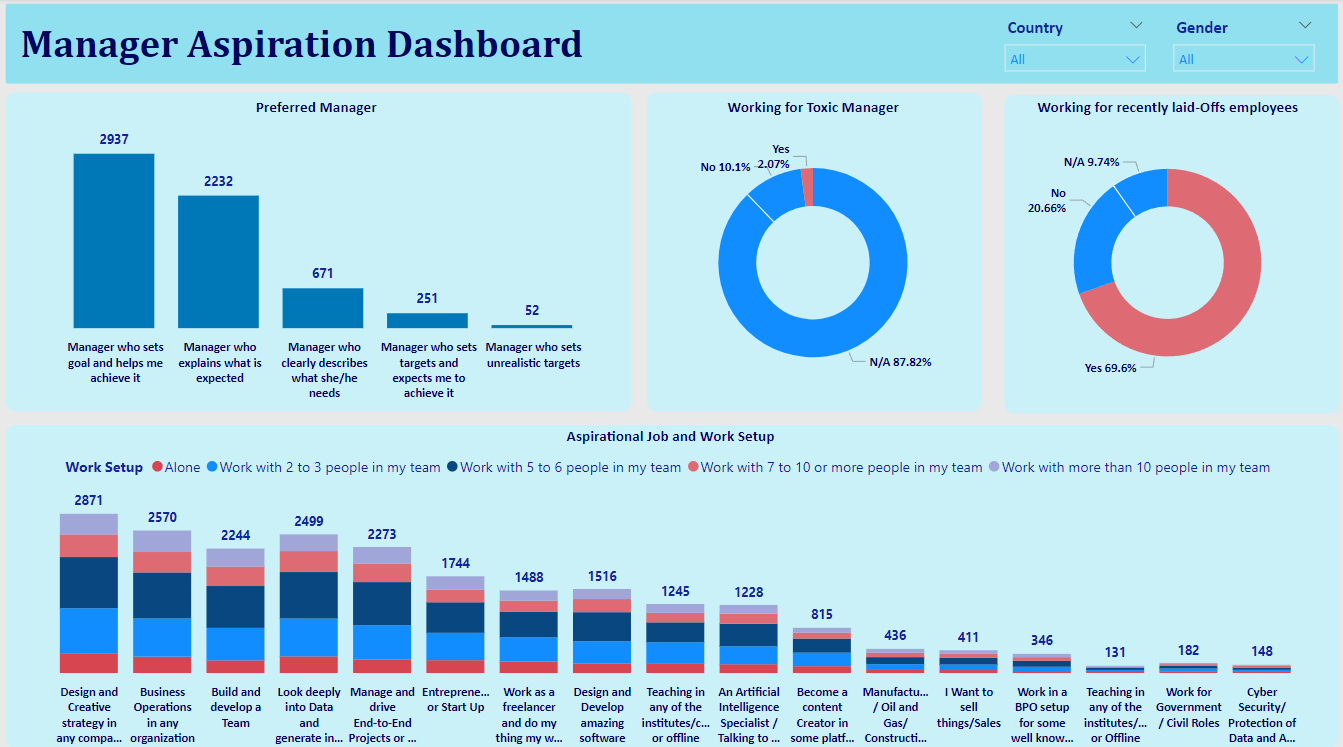 Manager Aspiration Dashboard
Country
All
Gender
All
Preferred Manager
2937
2232
671
251
52
Manager who sets
goal and helps me
achieve it
Manager who
explains what is
expected
Manager who
clearly describes
what she/he
needs
Manager who sets
targets and
expects me to
achieve it
Manager who sets
unrealistic targets
Working for Toxic Manager
Yes
2.07%
No 10.1%
N/A 87.82%
Working for recently laid-Offs employees
N/A 9.74%
No
20.66%
Yes 69.6%
Aspirational Job and Work Setup
Work Setup Alone Work with 2 to 3 people in my team Work with 5 to 6 people in my team Work with 7 to 10 or more people in my team Work with more than 10 people in my team
2871
2570
2244
2499
2273
1744
1488
1516
1245
1228
815
436
411
346
131
182
148
Design and
Creative
strategy in
any compa...
Business
Operations
in any
organization
Build and
develop a
Team
Look deeply
into Data
and
generate in...
Manage and
drive
End-to-End
Projects or ...
Entreprene...
or Start Up
Work as a
freelancer
and do my
thing my w...
Design and
Develop
amazing
software
Teaching in
any of the
institutes/c...
or offline
An Artificial
Intelligence
Specialist /
Talking to ...
Become a
content
Creator in
some platf...
Manufactu...
/ Oil and
Gas/
Constructi...
I Want to
sell
things/Sales
Work in a
BPO setup
for some
well know...
Teaching in
any of the
institutes/...
or Offline
Work for
Government
/ Civil Roles
Cyber
Security/
Protection of
Data and A...